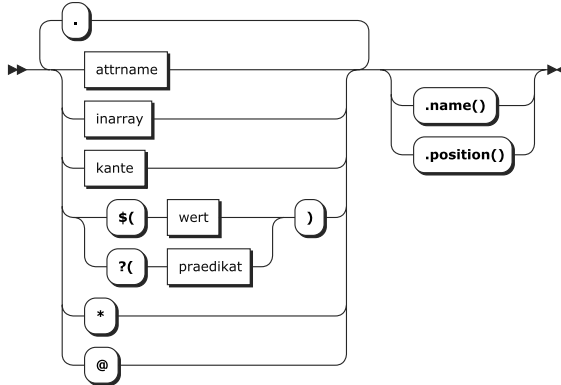 .
attrname
inarray
.name()
kante
.position()
$( wert )
?( praedikat
*
@